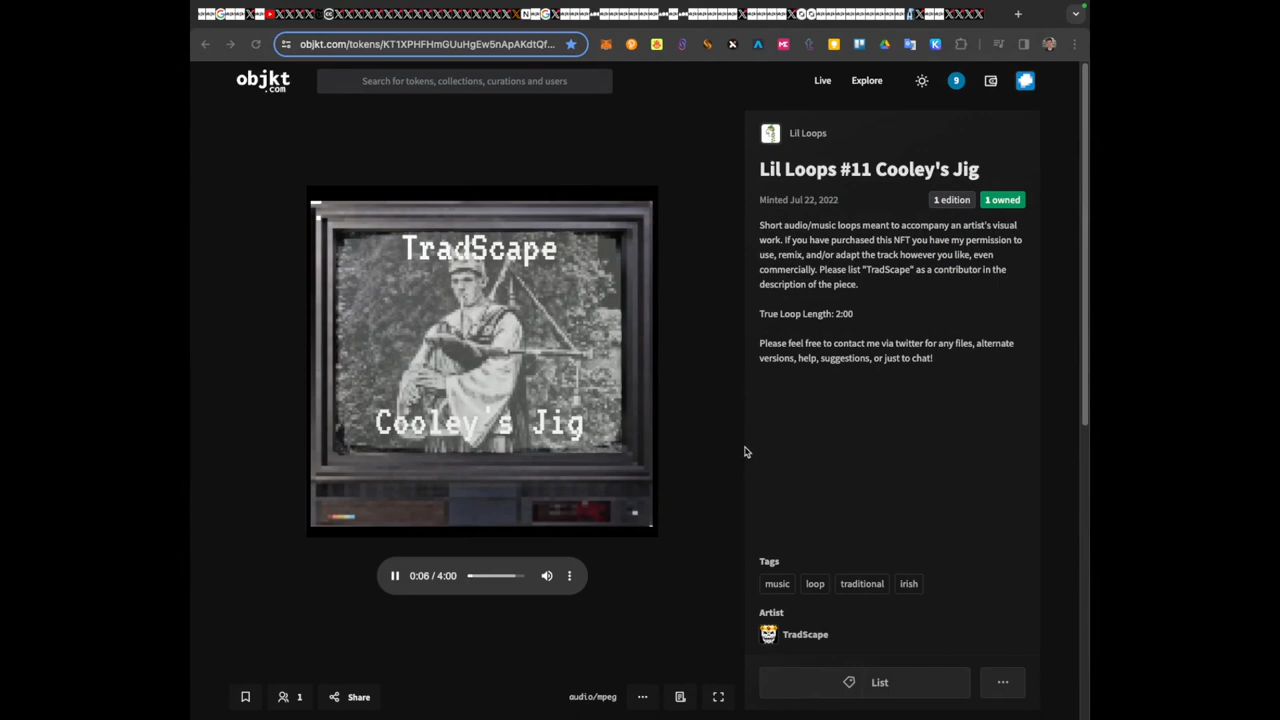 objkt.com/tokens/KT1XPHFHmGUuHgEw5nApAKdtQf...
objkt
.com
Search for tokens, collections, curations and users
Live
Explore
9
Lil Loops
Lil Loops #11 Cooley's Jig
Minted Jul 22, 2022
1 edition
1 owned
Short audio/music loops meant to accompany an artist's visual
work. If you have purchased this NFT you have my permission to
use, remix, and/or adapt the track however you like, even
commercially. Please list "TradScape" as a contributor in the
description of the piece.
True Loop Length: 2:00
Please feel free to contact me via twitter for any files, alternate
versions, help, suggestions, or just to chat!
TradScape
Cooley's Jig
0:06 / 4:00
Tags
music
loop
traditional
irish
Artist
TradScape
List
1
Share
audio/mpeg